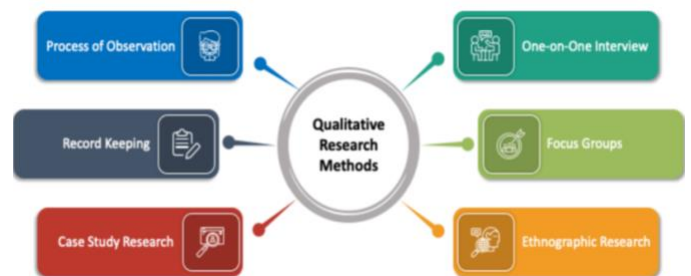 Process of Observation
One-on-One Interview
Qualitative
Research
Methods
Record Keeping
Focus Groups
Case Study Research
Ethnographic Research